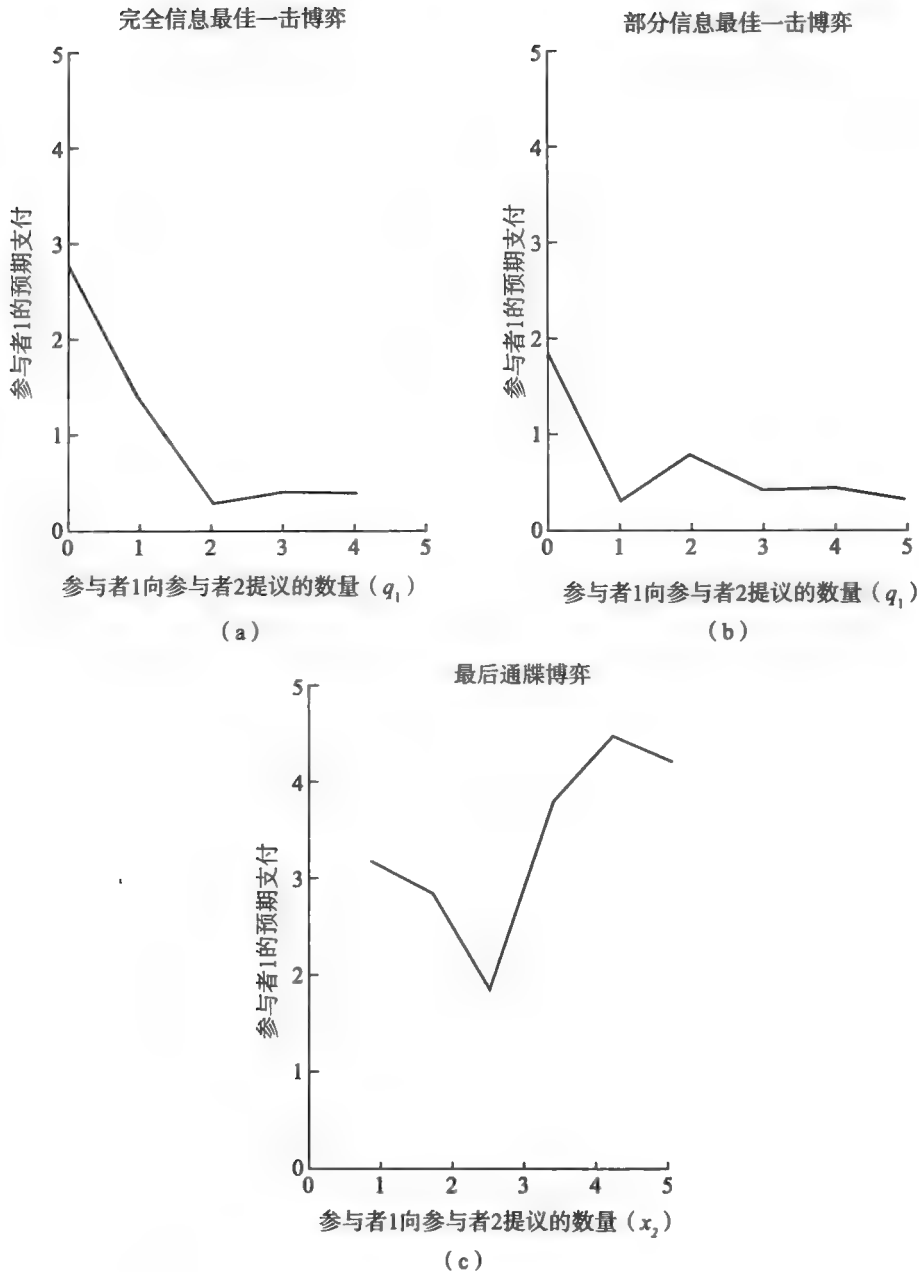 完全信息最佳一击博弈
5
4
3
2
1
0
参与者1的预期支付
0 1 2 3 4 5
参与者1向参与者2提议的数量（q₁）
（a）
部分信息最佳一击博弈
5
4
3
2
1
0
参与者1的预期支付
0 1 2 3 4 5
参与者1向参与者2提议的数量（q₁）
（b）
最后通牒博弈
5
4
3
2
1
0
参与者1的预期支付
0 1 2 3 4 5
参与者1向参与者2提议的数量（x₂）
（c）